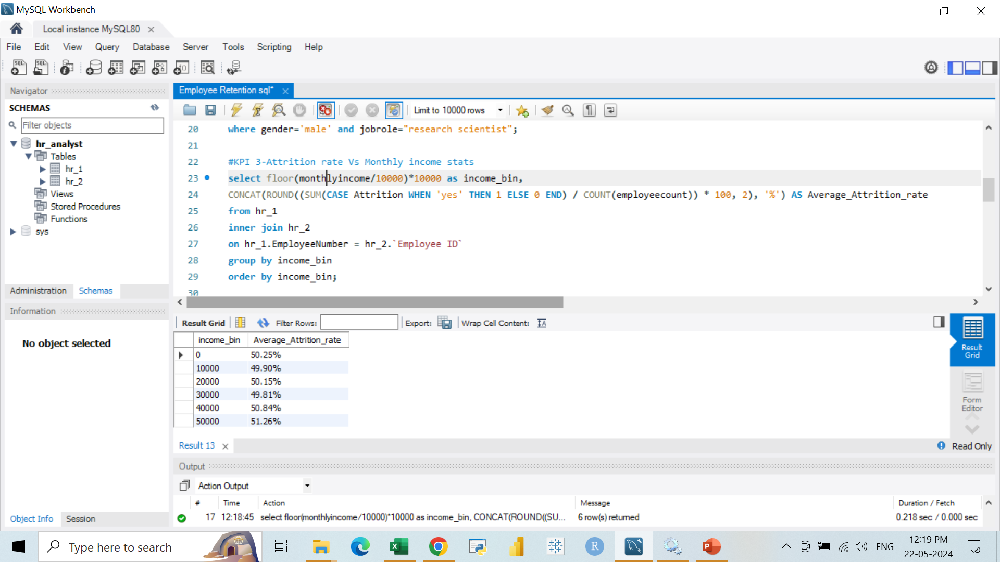 MySQL Workbench
Local instance MySQL80
File Edit View Query Database Server Tools Scripting Help
Navigator
SCHEMAS
Filter objects
hr_analyst
Tables
hr_1
hr_2
Views
Stored Procedures
Functions
sys
Administration Schemas
Information
No object selected
Object Info Session
Employee Retention sql*
Limit to 10000 rows
20 where gender='male' and jobrole="research scientist";
21
22 #KPI 3-Attrition rate Vs Monthly income stats
23 select floor(monthlyincome/10000)*10000 as income_bin,
24 CONCAT(ROUND((SUM(CASE Attrition WHEN 'yes' THEN 1 ELSE 0 END) / COUNT(employeecount)) * 100, 2), '%') AS Average_Attrition_rate
25 from hr_1
26 inner join hr_2
27 on hr_1.EmployeeNumber = hr_2.`Employee ID`
28 group by income_bin
29 order by income_bin;
30
Result Grid Filter Rows: Export: Wrap Cell Content:
income_bin Average_Attrition_rate
0 50.25%
10000 49.90%
20000 50.15%
30000 49.81%
40000 50.84%
50000 51.26%
Result
Grid
Form
Editor
Result 13
Read Only
Output
Action Output
# Time Action Message Duration / Fetch
17 12:18:45 select floor(monthlyincome/10000)*10000 as income_bin, CONCAT(ROUND((SU... 6 row(s) returned 0.218 sec / 0.000 sec
Type here to search
ENG
12:19 PM
22-05-2024